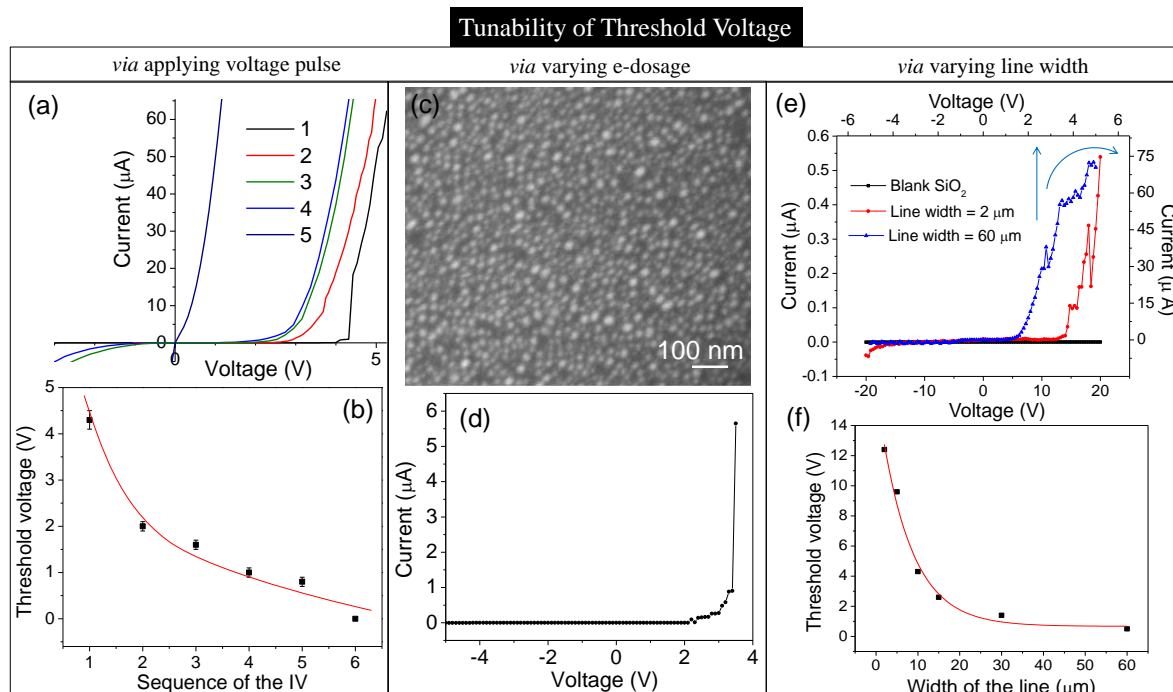 Tunability of Threshold Voltage
via applying voltage pulse
via varying e-dosage
via varying line width
(a)
60
50
40
30
20
10
0
Current (μA)
1
2
3
4
5
0
5
Voltage (V)
(b)
5
4
3
2
1
0
Threshold voltage (V)
1 2 3 4 5 6
Sequence of the IV
(c)
100 nm
(d)
6
5
4
3
2
1
0
Current (μA)
-4 -2 0 2 4
Voltage (V)
(e)
Voltage (V)
-6 -4 -2 0 2 4 6
0.6
0.5
0.4
0.3
0.2
0.1
0.0
-0.1
Current (μA)
Blank SiO2
Line width = 2 μm
Line width = 60 μm
75
60
45
30
15
0
Current (μ A)
-20 -10 0 10 20
Voltage (V)
(f)
14
12
10
8
6
4
2
0
Threshold voltage (V)
0 10 20 30 40 50 60
Width of the line (μm)